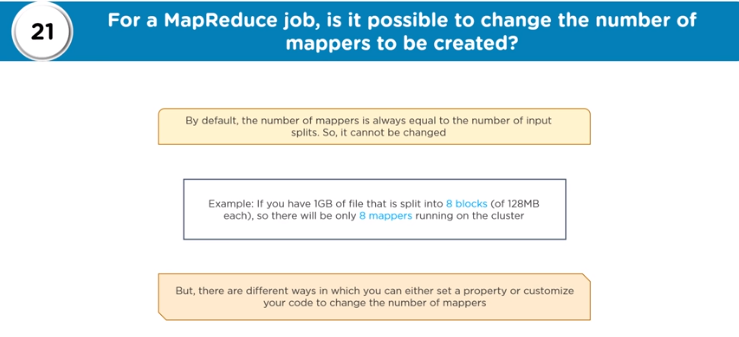 21
For a MapReduce job, is it possible to change the number of
mappers to be created?
By default, the number of mappers is always equal to the number of input
splits. So, it cannot be changed
Example: If you have 1GB of file that is split into 8 blocks (of 128MB
each), so there will be only 8 mappers running on the cluster
But, there are different ways in which you can either set a property or customize
your code to change the number of mappers